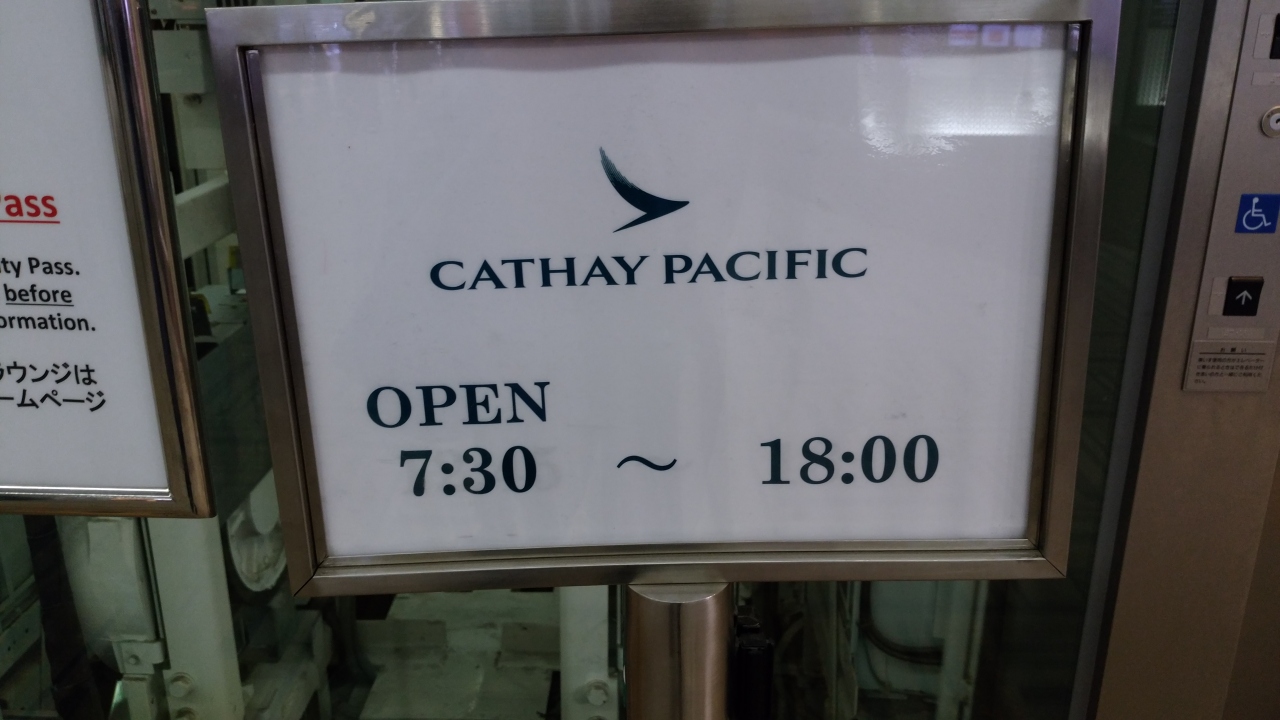 ass
ty Pass.
before
ormation.
ラウンジは
ームページ
CATHAY PACIFIC
OPEN
7:30 ～ 18:00